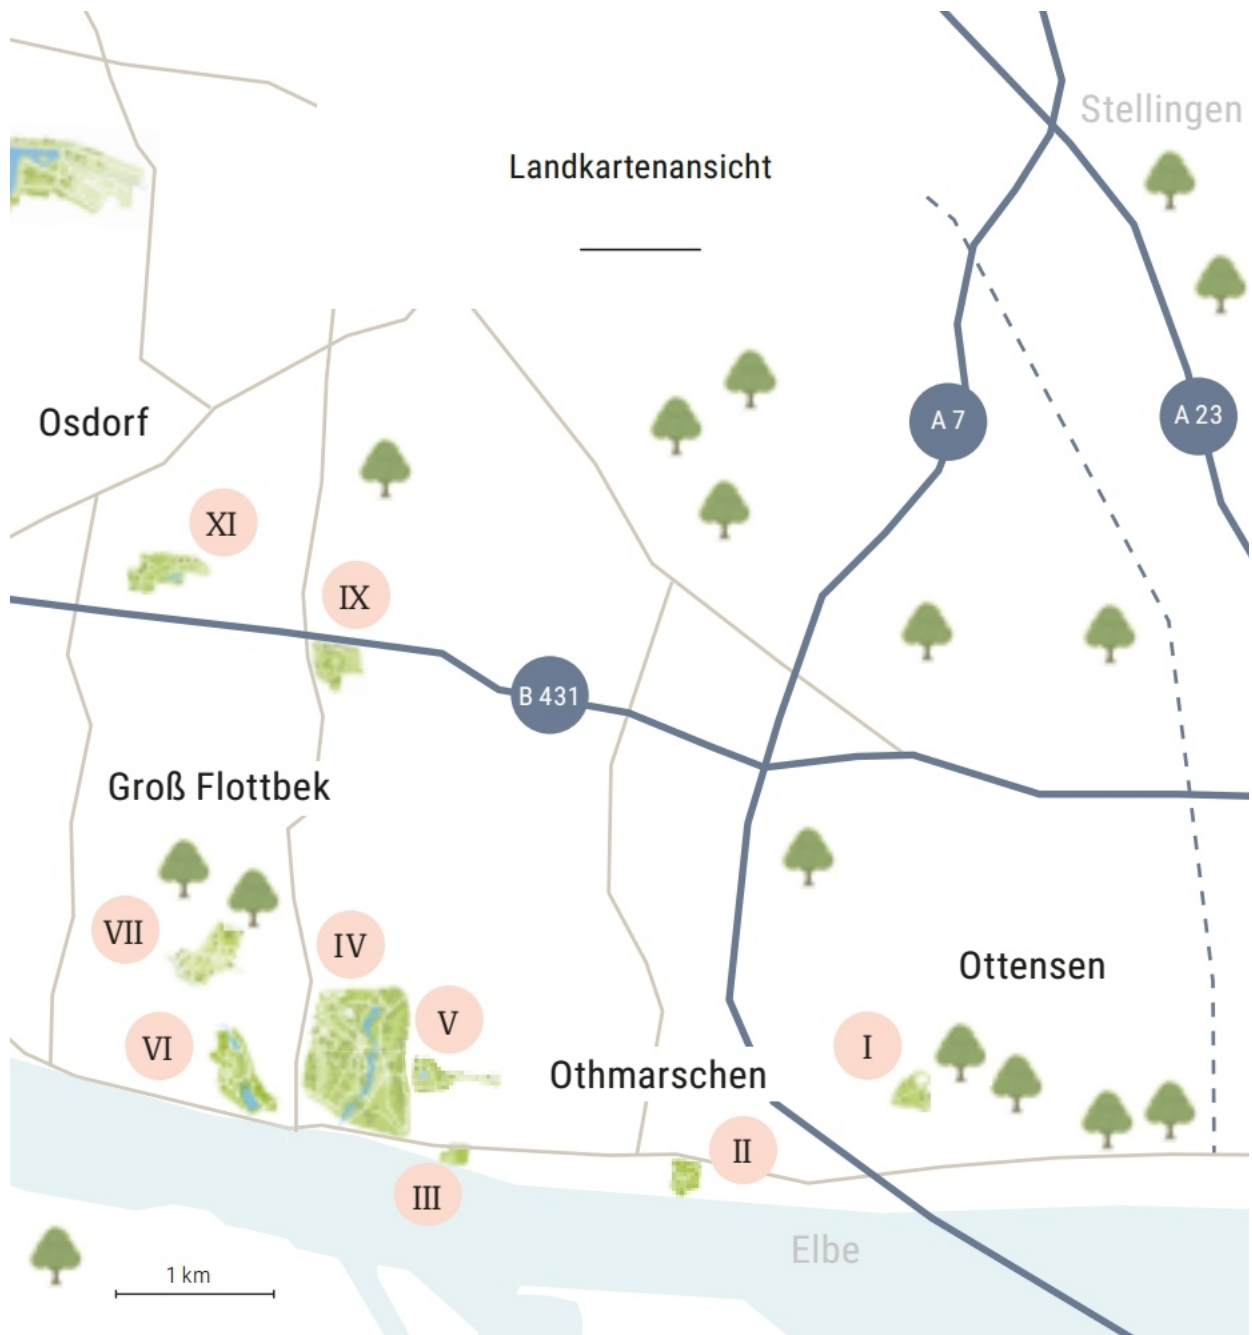 Stellingen
Landkartenansicht
A 7
A 23
Osdorf
XI
IX
B 431
Groß Flottbek
VII
IV
Ottensen
V
VI
I
Othmarschen
II
III
Elbe
1 km